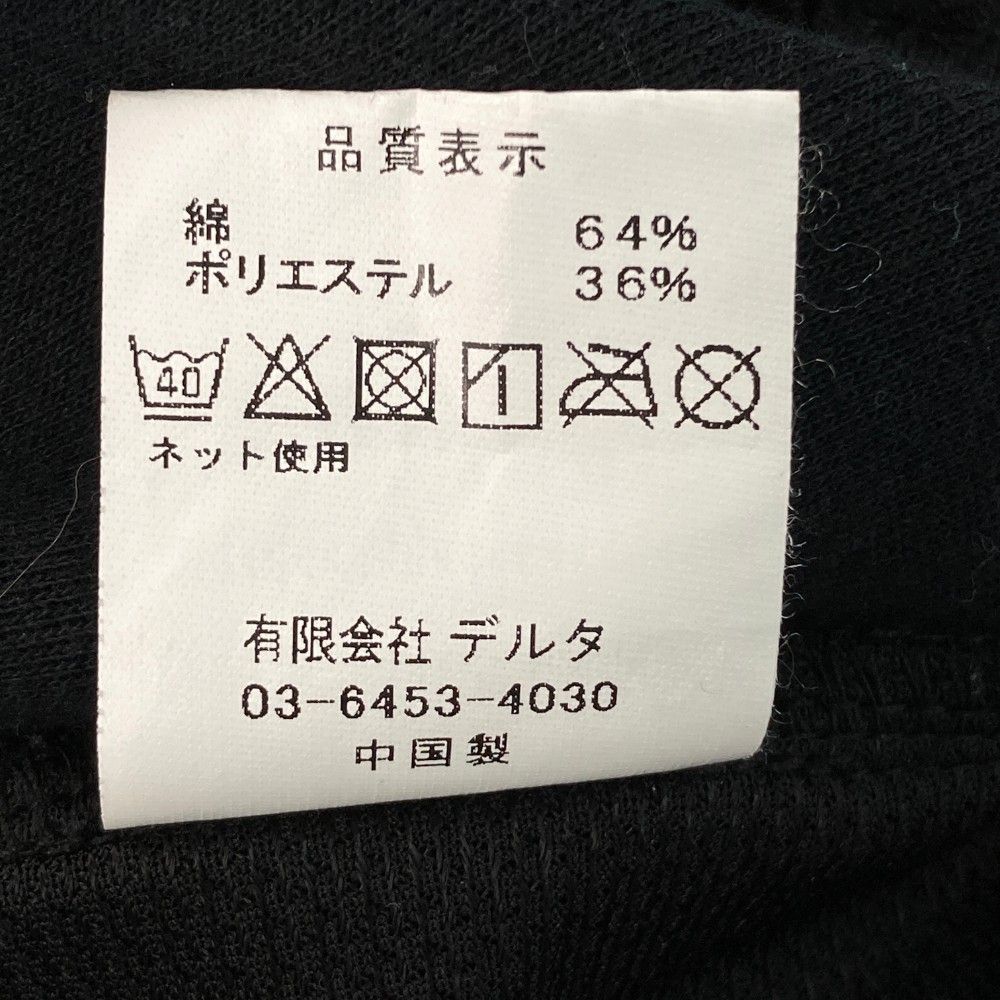 品質表示
綿 64%
ポリエステル 36%
40
ネット使用
有限会社 デルタ
03-6453-4030
中国製